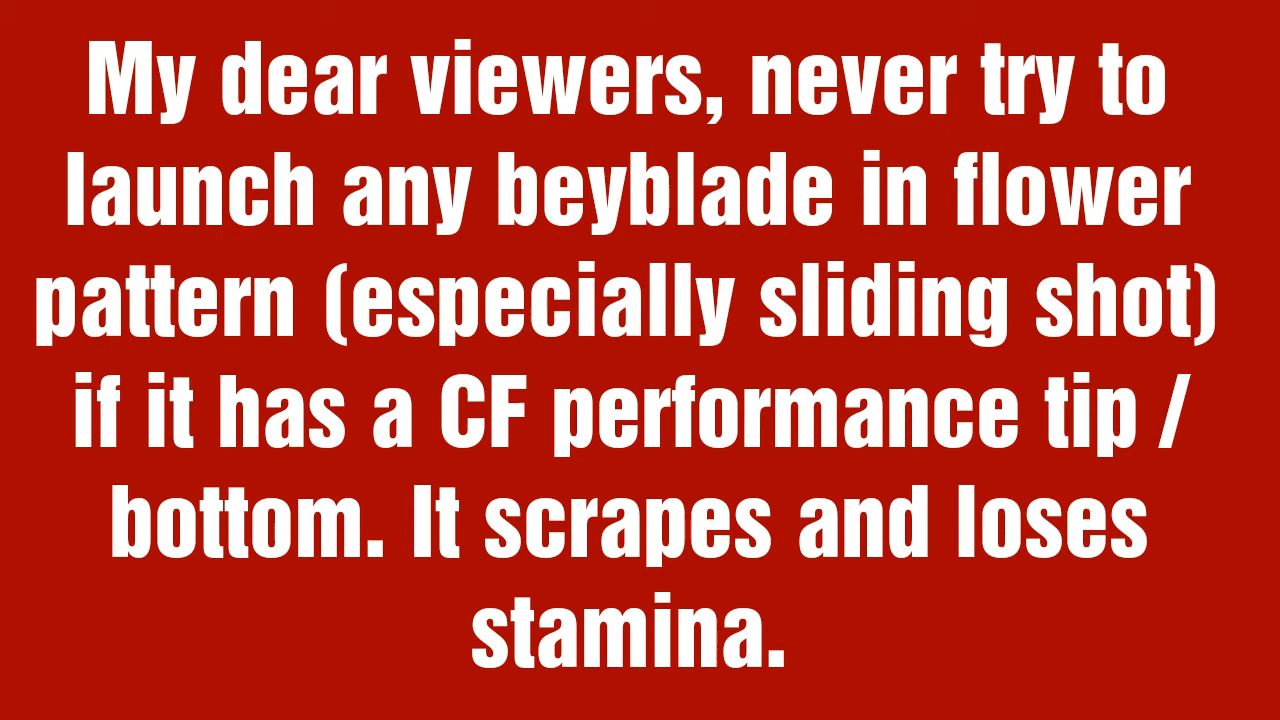 My dear viewers, never try to
launch any beyblade in flower
pattern (especially sliding shot)
if it has a CF performance tip /
bottom. It scrapes and loses
stamina.